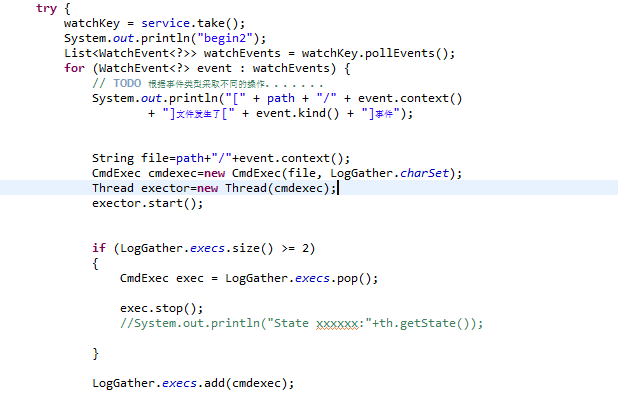 try {
watchKey = service.take();
System.out.println("begin2");
List<WatchEvent<?>> watchEvents = watchKey.pollEvents();
for (WatchEvent<?> event : watchEvents) {
// TODO 根据事件类型采取不同的操作.......
System.out.println("[" + path + "/" + event.context()
+ "]文件发生了[" + event.kind() + "]事件");
String file=path+"/"+event.context();
CmdExec cmdexec=new CmdExec(file, LogGather.charSet);
Thread exector=new Thread(cmdexec);
exector.start();
if (LogGather.execs.size() >= 2)
{
CmdExec exec = LogGather.execs.pop();
exec.stop();
//System.out.println("State xxxxxx:"+th.getState());
}
LogGather.execs.add(cmdexec);